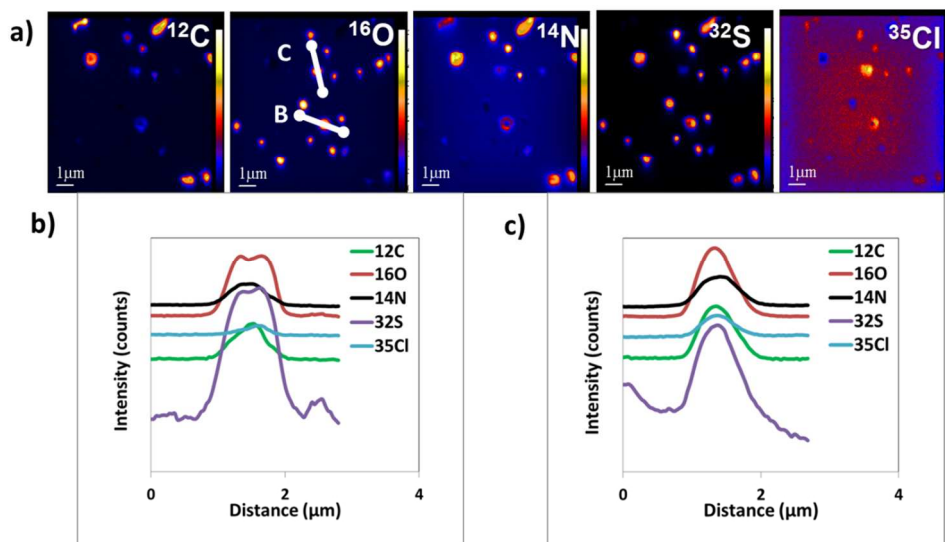 a)
12C
16O
14N
32S
35Cl
C
B
1μm
1μm
1μm
1μm
1μm
b)
12C
16O
14N
32S
35Cl
Intensity (counts)
0
2
4
Distance (μm)
c)
12C
16O
14N
32S
35Cl
Intensity (counts)
0
2
4
Distance (μm)